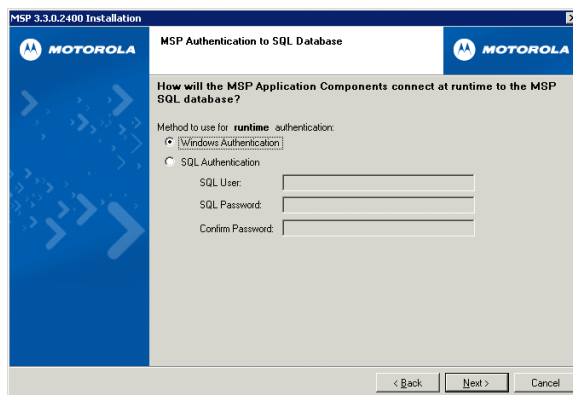 MSP 3.3.0.2400 Installation
MOTOROLA
MSP Authentication to SQL Database
MOTOROLA
How will the MSP Application Components connect at runtime to the MSP
SQL database?
Method to use for runtime authentication:
Windows Authentication
SQL Authentication
SQL User:
SQL Password:
Confirm Password:
< Back
Next >
Cancel